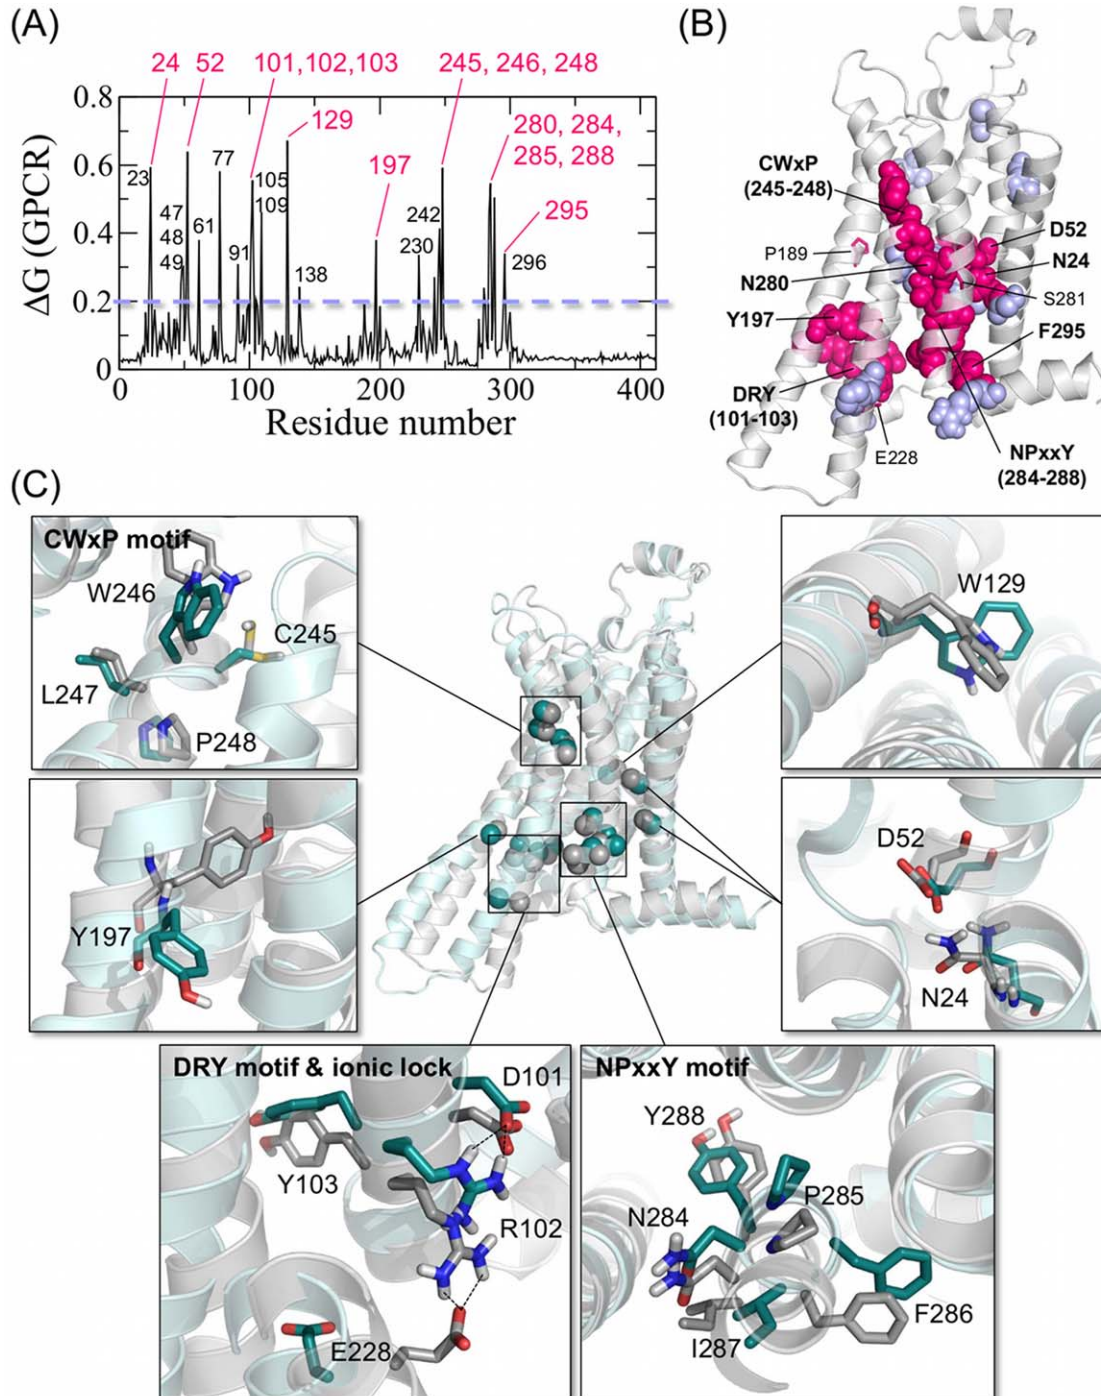 (A)
24 52 101,102,103 245, 246, 248
129
280, 284,
285, 288
197
295
0.8
0.6
0.4
0.2
0
ΔG (GPCR)
23
47
48
49
61
77
91
105
109
138
230
242
296
0 100 200 300 400
Residue number
(B)
CWxP
(245-248)
P189
N280
Y197
DRY
(101-103)
E228
D52
N24
S281
F295
NPxxY
(284-288)
(C)
CWxP motif
W246
C245
L247
P248
W129
Y197
D52
N24
DRY motif & ionic lock
D101
Y103
R102
E228
NPxxY motif
Y288
P285
N284
F286
I287